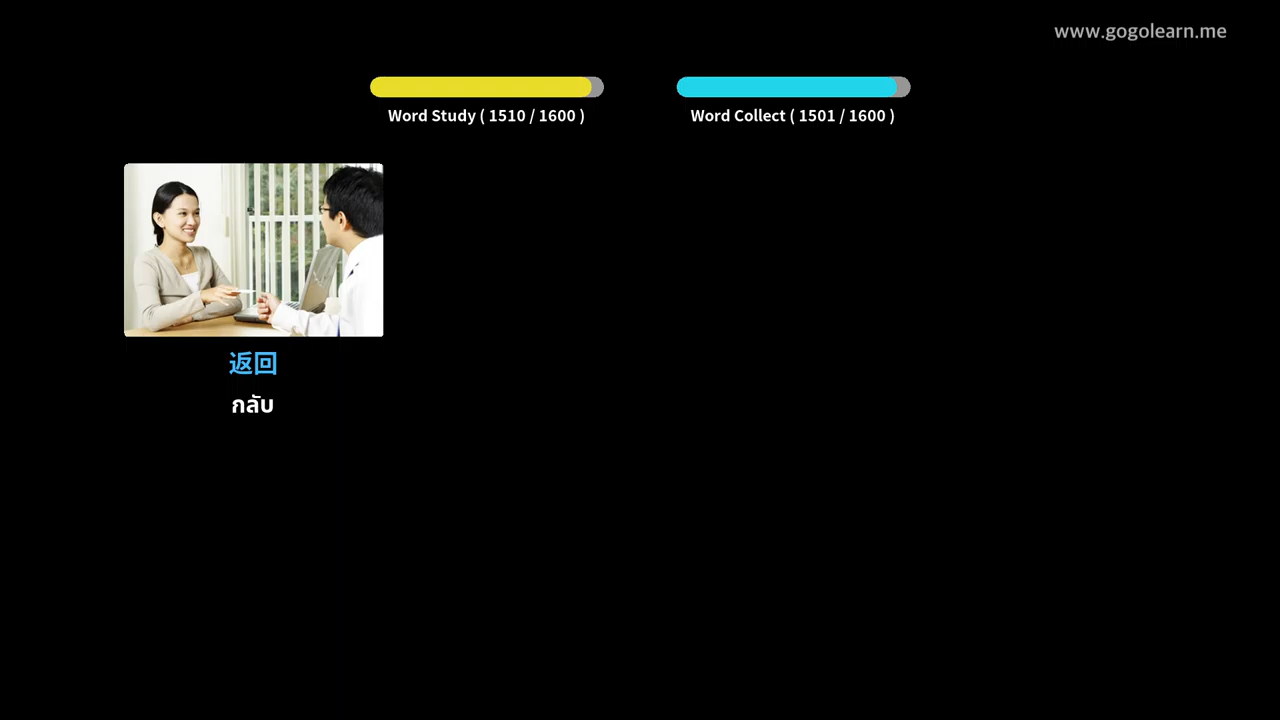 www.gogolearn.me
Word Study ( 1510 / 1600 )
Word Collect ( 1501 / 1600 )
返回
กลับ